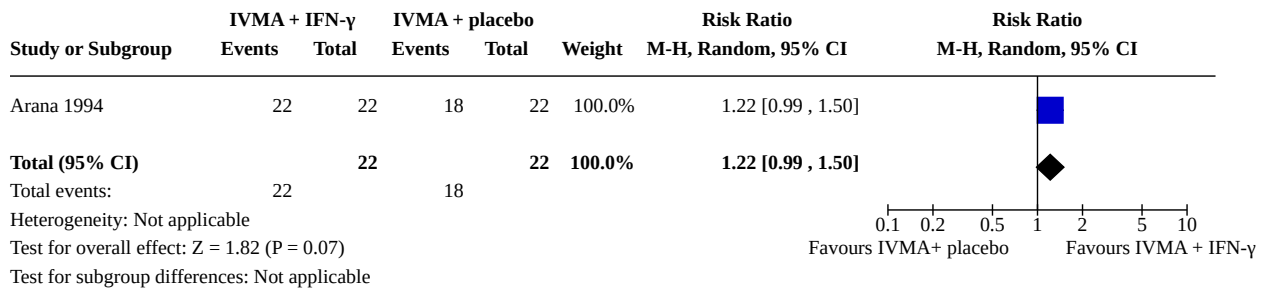 IVMA + IFN-γ IVMA + placebo Risk Ratio Risk Ratio
Study or Subgroup Events Total Events Total Weight M-H, Random, 95% CI M-H, Random, 95% CI
Arana 1994 22 22 18 22 100.0% 1.22 [0.99 , 1.50]
Total (95% CI) 22 22 100.0% 1.22 [0.99 , 1.50]
Total events: 22 18
Heterogeneity: Not applicable 0.1 0.2 0.5 1 2 5 10
Test for overall effect: Z = 1.82 (P = 0.07) Favours IVMA+ placebo Favours IVMA + IFN-γ
Test for subgroup differences: Not applicable